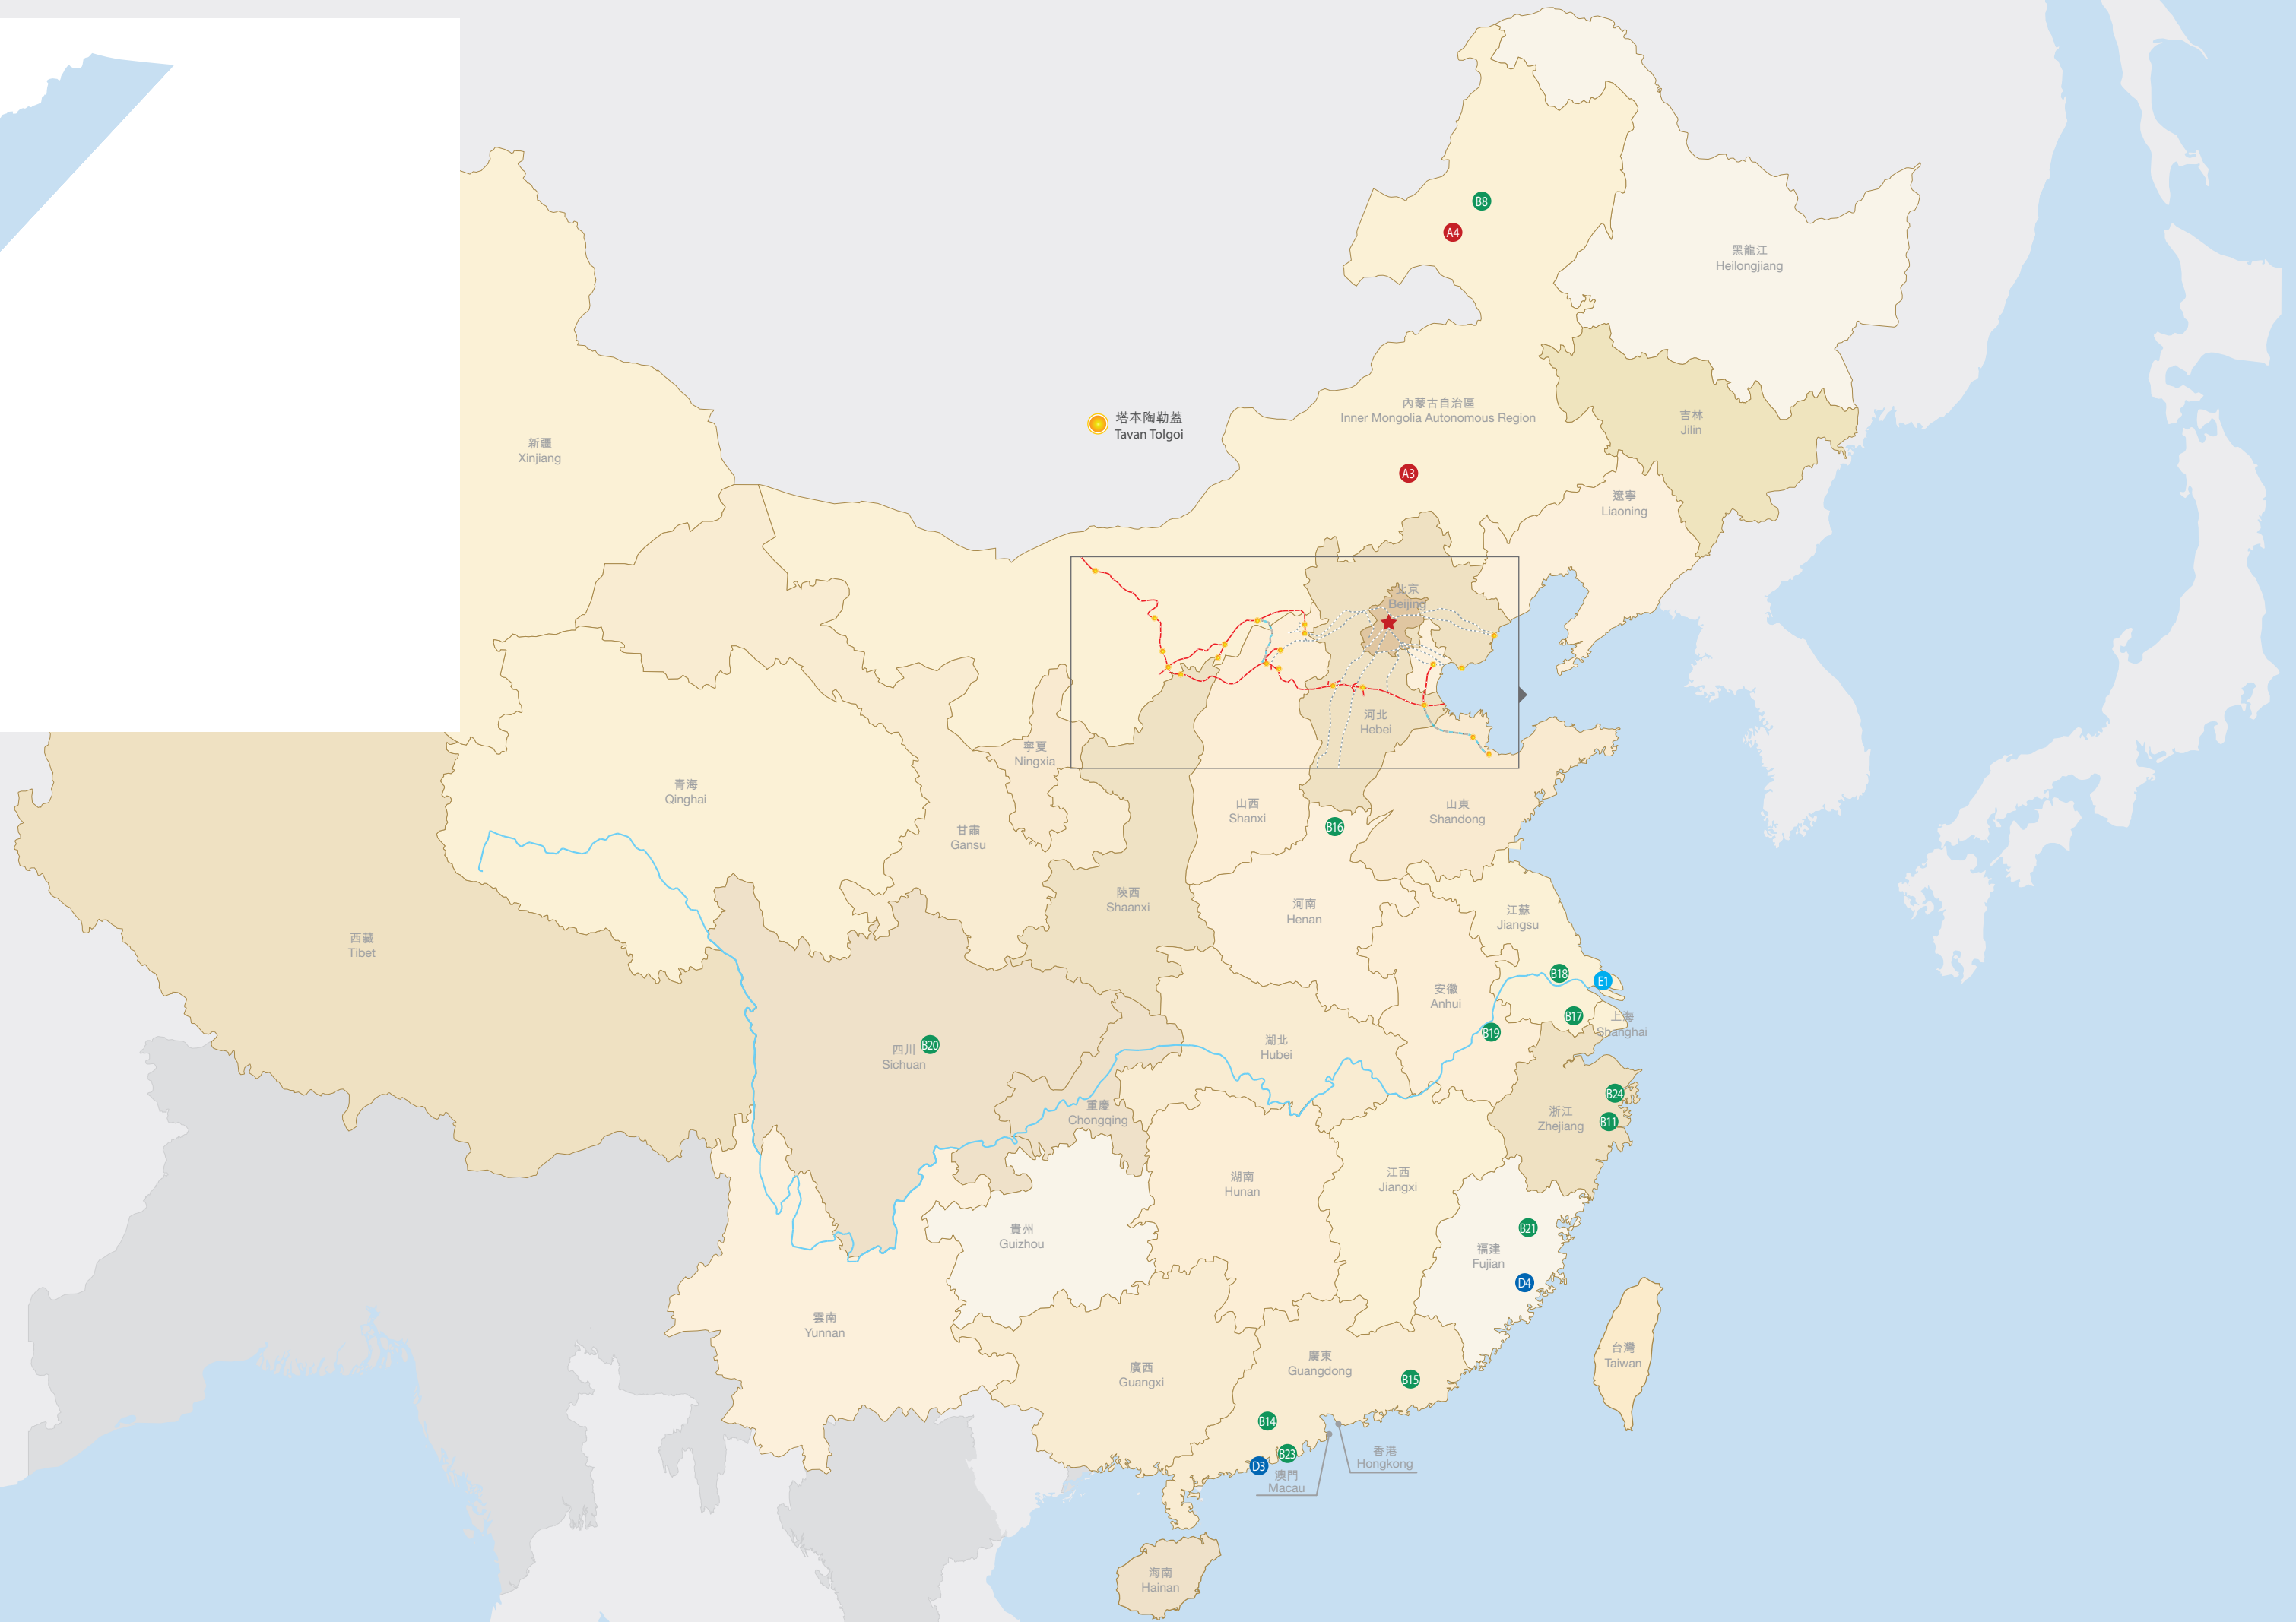 B8
A4
黑龍江
Heilongjiang
內蒙古自治區
Inner Mongolia Autonomous Region
塔本陶勒蓋
Tavan Tolgoi
吉林
Jilin
新疆
Xinjiang
A3
遼寧
Liaoning
北京
Beijing
河北
Hebei
寧夏
Ningxia
青海
Qinghai
山西
Shanxi
山東
Shandong
B16
甘肅
Gansu
陝西
Shaanxi
河南
Henan
江蘇
Jiangsu
西藏
Tibet
B18
E1
安徽
Anhui
B17
上海
Shanghai
B19
湖北
Hubei
四川
Sichuan
B20
B24
重慶
Chongqing
浙江
Zhejiang
B11
湖南
Hunan
江西
Jiangxi
貴州
Guizhou
B21
福建
Fujian
D4
雲南
Yunnan
台灣
Taiwan
廣東
Guangdong
廣西
Guangxi
B15
B14
B23
D3
香港
Hongkong
澳門
Macau
海南
Hainan